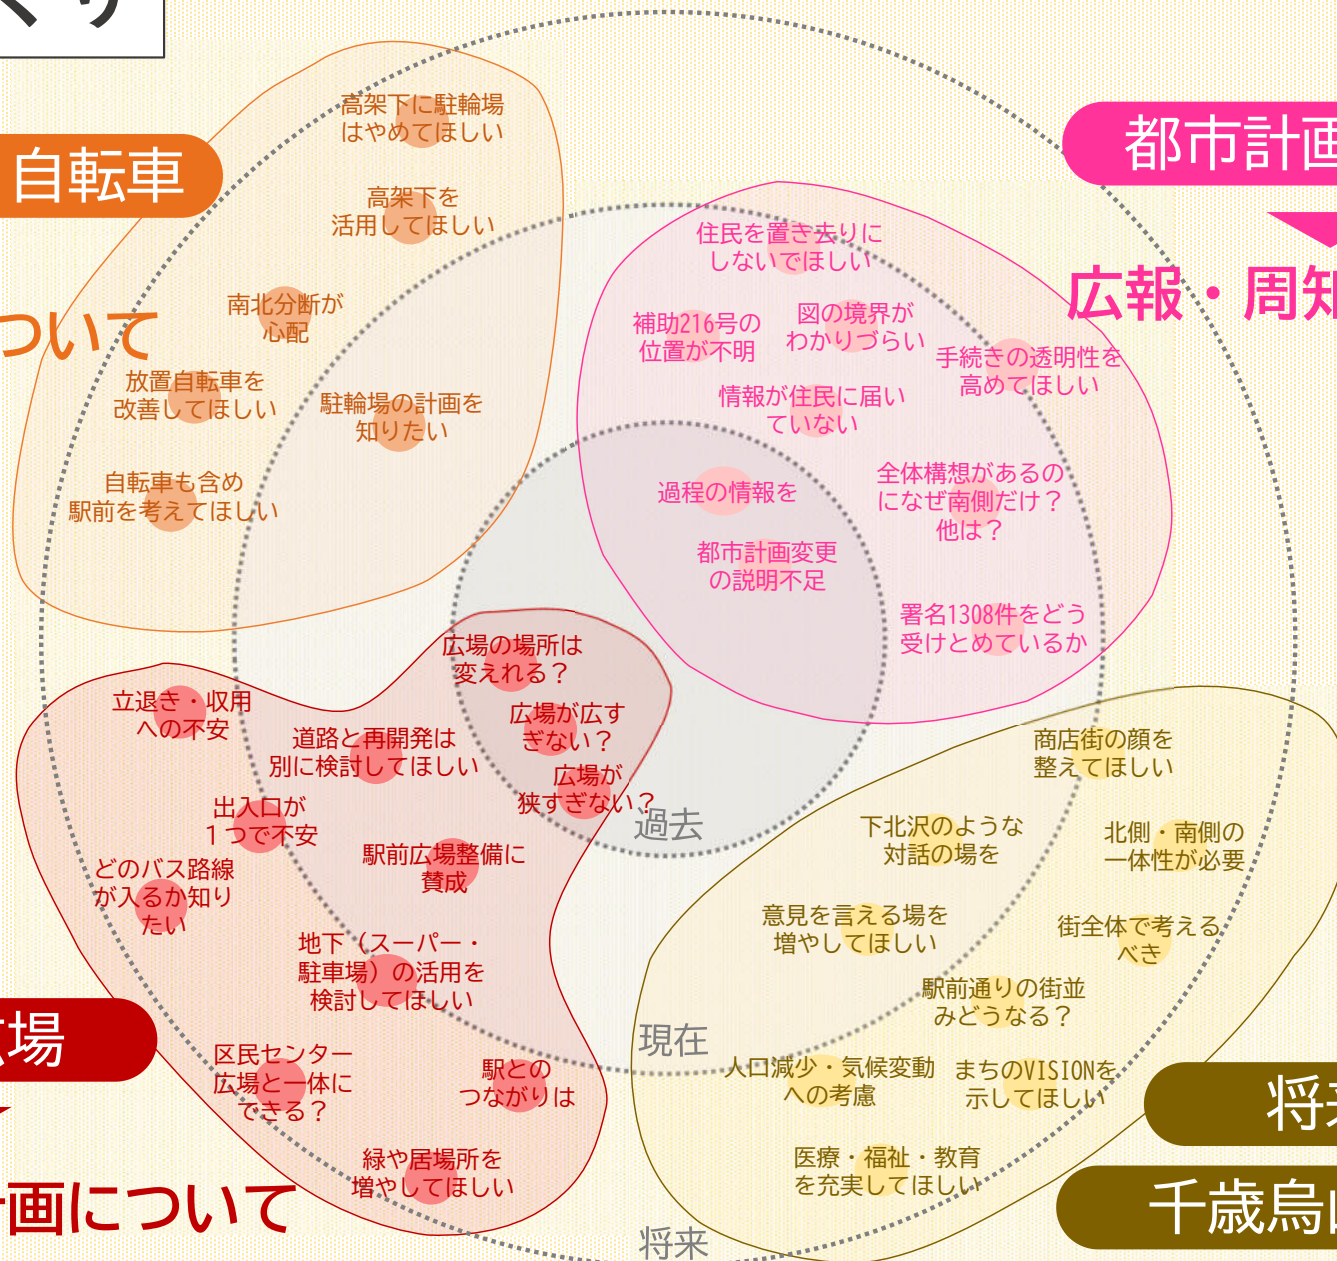 づくり
自転車
ついて
高架下に駐輪場
はやめてほしい
高架下を
活用してほしい
南北分断が
心配
放置自転車を
改善してほしい
駐輪場の計画を
知りたい
自転車も含め
駅前を考えてほしい
都市計画
広報・周知
住民を置き去りに
しないでほしい
補助216号の
位置が不明
図の境界が
わかりづらい
手続きの透明性を
高めてほしい
情報が住民に届い
ていない
過程の情報を
全体構想があるの
になぜ南側だけ？
他は？
都市計画変更
の説明不足
署名1308件をどう
受けとめているか
広場の場所は
変えれる？
広場が広す
ぎない？
広場が
狭すぎない？
立退き・収用
への不安
道路と再開発は
別に検討してほしい
出入口が
１つで不安
駅前広場整備に
賛成
どのバス路線
が入るか知り
たい
地下（スーパー・
駐車場）の活用を
検討してほしい
区民センター
広場と一体に
できる？
駅との
つながりは
緑や居場所を
増やしてほしい
広場
計画について
過去
現在
将来
商店街の顔を
整えてほしい
下北沢のような
対話の場を
北側・南側の
一体性が必要
意見を言える場を
増やしてほしい
街全体で考える
べき
駅前通りの街並
みどうなる？
人口減少・気候変動
への考慮
まちのVISIONを
示してほしい
医療・福祉・教育
を充実してほしい
将来
千歳烏山